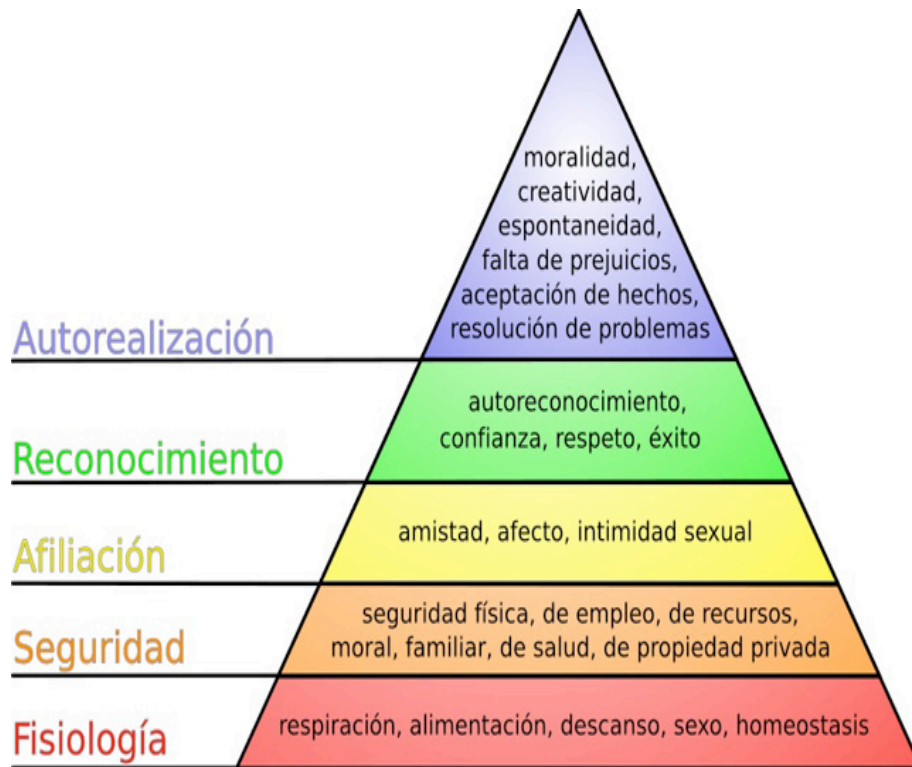 moralidad,
creatividad,
espontaneidad,
falta de prejuicios,
aceptación de hechos,
resolución de problemas
Autorealización
autoreconocimiento,
confianza, respeto, éxito
Reconocimiento
amistad, afecto, intimidad sexual
Afiliación
seguridad física, de empleo, de recursos,
moral, familiar, de salud, de propiedad privada
Seguridad
respiración, alimentación, descanso, sexo, homeostasis
Fisiología